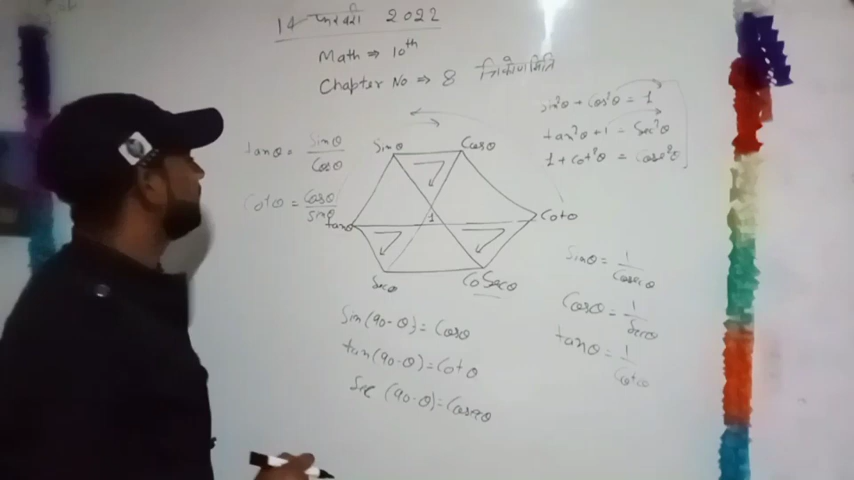 14 फरवरी 2022
Math ⇒ 10th
Chapter No ⇒ 8 त्रिकोणमिति
tanθ = Sinθ/Cosθ
Cotθ = Cosθ/Sinθ
Sinθ Cosθ
tanθ 1 Cotθ
Secθ CoSecθ
Sin²θ + Cos²θ = 1
tan²θ + 1 = Sec²θ
1 + Cot²θ = Cosec²θ
Sinθ = 1/Cosecθ
Cosθ = 1/Secθ
tanθ = 1/Cotθ
Sin(90-θ) = Cosθ
tan(90-θ) = Cotθ
Sec (90-θ) = Cosecθ